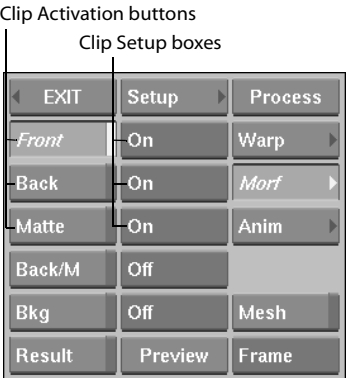 Clip Activation buttons
Clip Setup boxes
EXIT Setup Process
Front On Warp
Back On Morf
Matte On Anim
Back/M Off
Bkg Off Mesh
Result Preview Frame